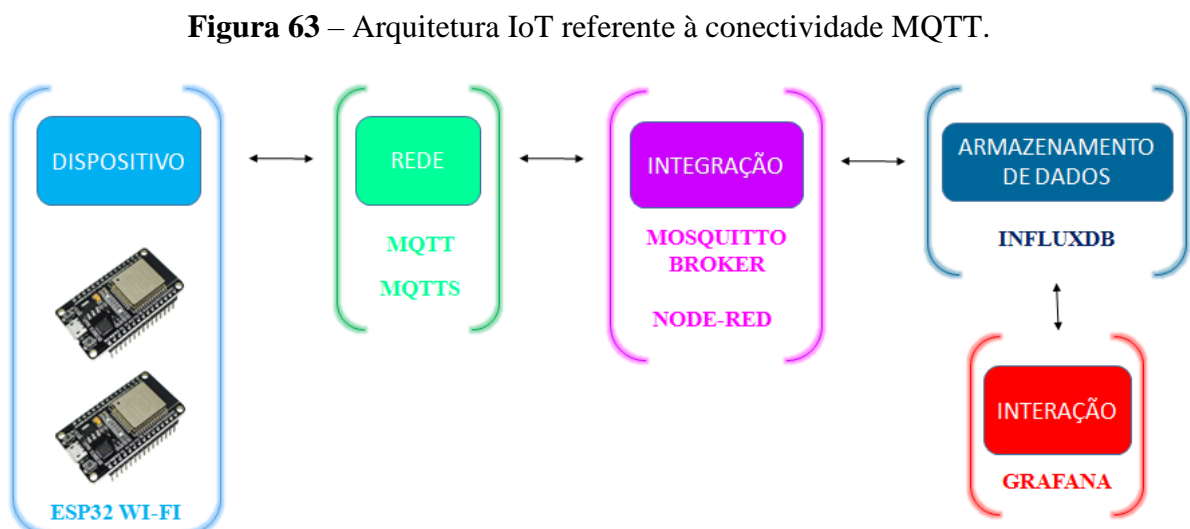 Figura 63 – Arquitetura IoT referente à conectividade MQTT.
DISPOSITIVO
ESP32 WI-FI
REDE
MQTT
MQTTS
INTEGRAÇÃO
MOSQUITTO
BROKER
NODE-RED
ARMAZENAMENTO
DE DADOS
INFLUXDB
INTERAÇÃO
GRAFANA